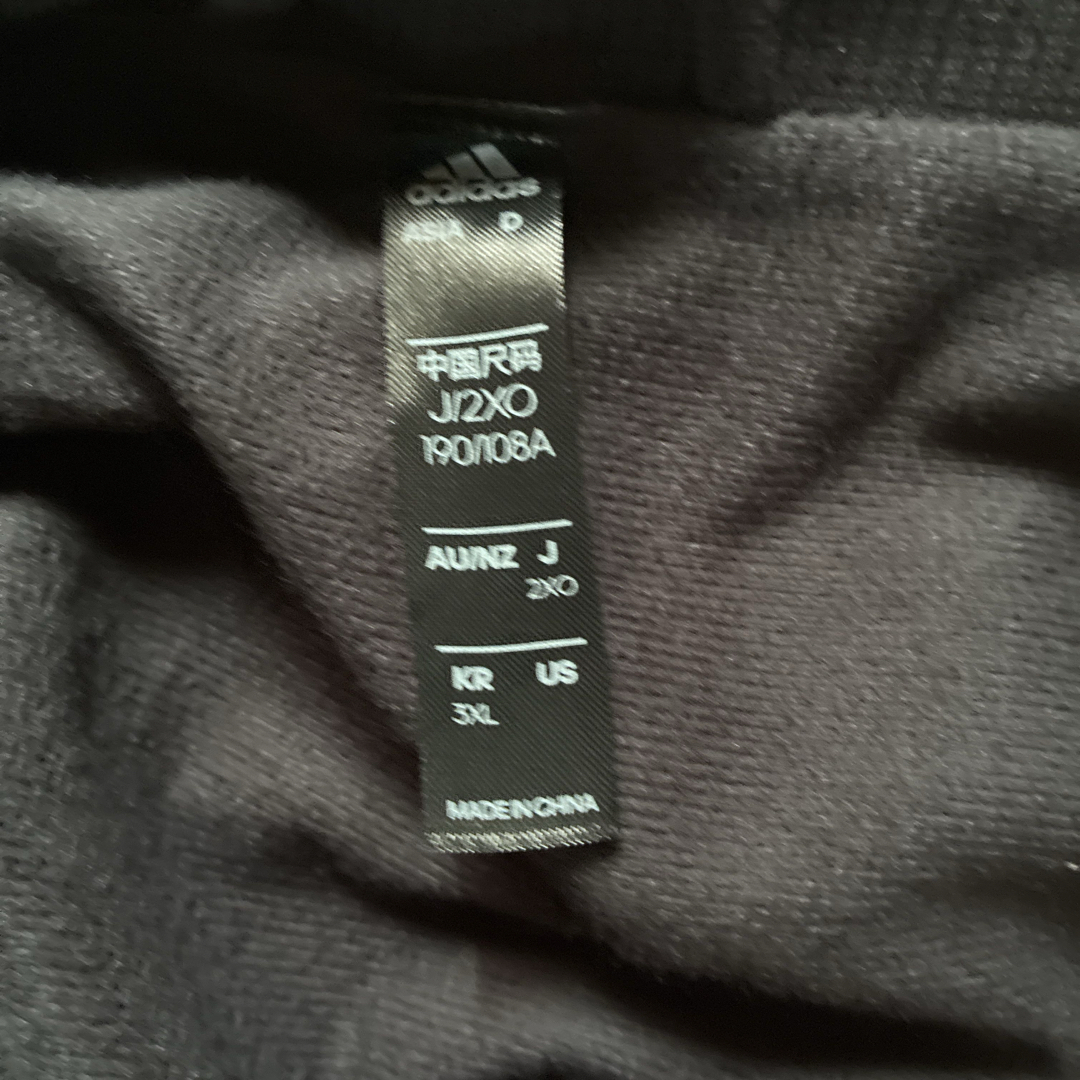 adidas
ASIA D
中国尺码
J/2XO
190/108A
AU/NZ J
2XO
KR US
3XL
MADE IN CHINA